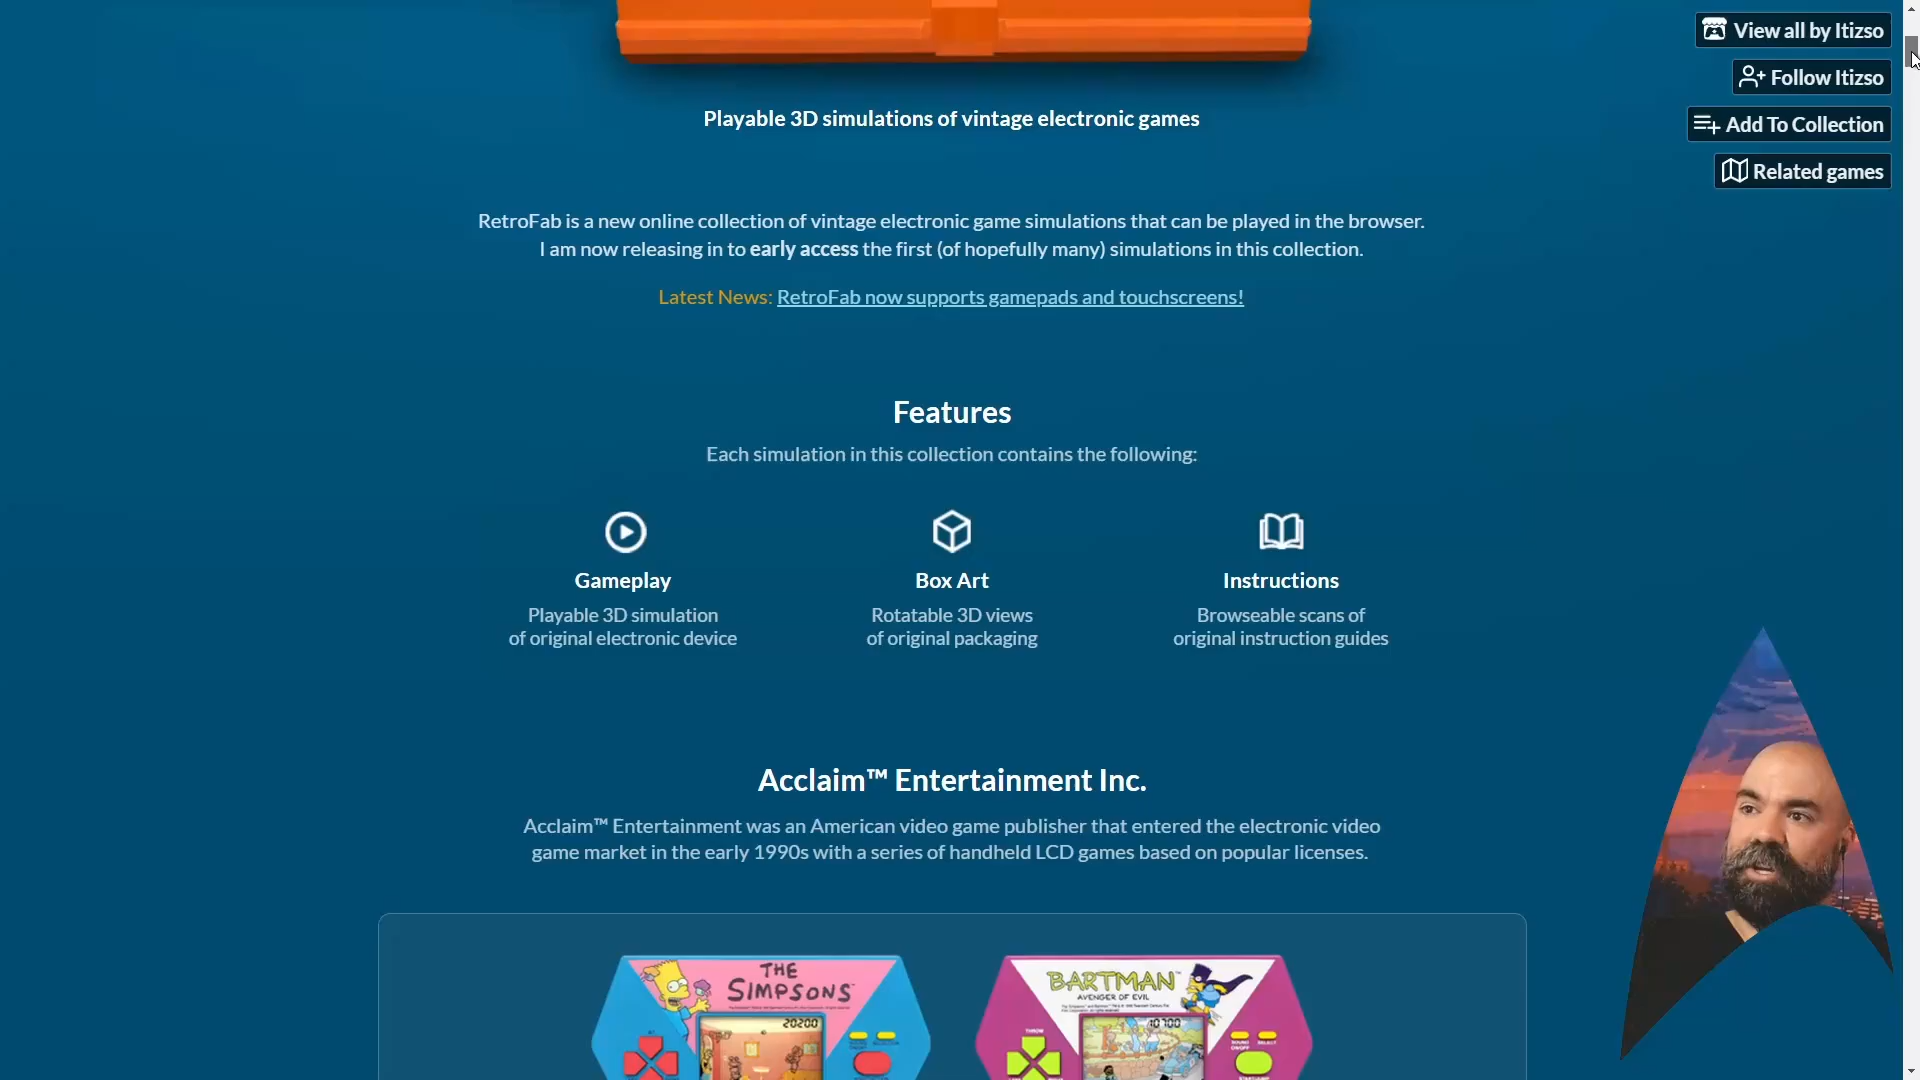 View all by Itizso
Follow Itizso
Add To Collection
Related games
Playable 3D simulations of vintage electronic games
RetroFab is a new online collection of vintage electronic game simulations that can be played in the browser.
I am now releasing in to early access the first (of hopefully many) simulations in this collection.
Latest News: RetroFab now supports gamepads and touchscreens!
Features
Each simulation in this collection contains the following:
Gameplay
Playable 3D simulation
of original electronic device
Box Art
Rotatable 3D views
of original packaging
Instructions
Browseable scans of
original instruction guides
Acclaim™ Entertainment Inc.
Acclaim™ Entertainment was an American video game publisher that entered the electronic video
game market in the early 1990s with a series of handheld LCD games based on popular licenses.
THE
SIMPSONS
20200
BARTMAN™
AVENGER OF EVIL
10700